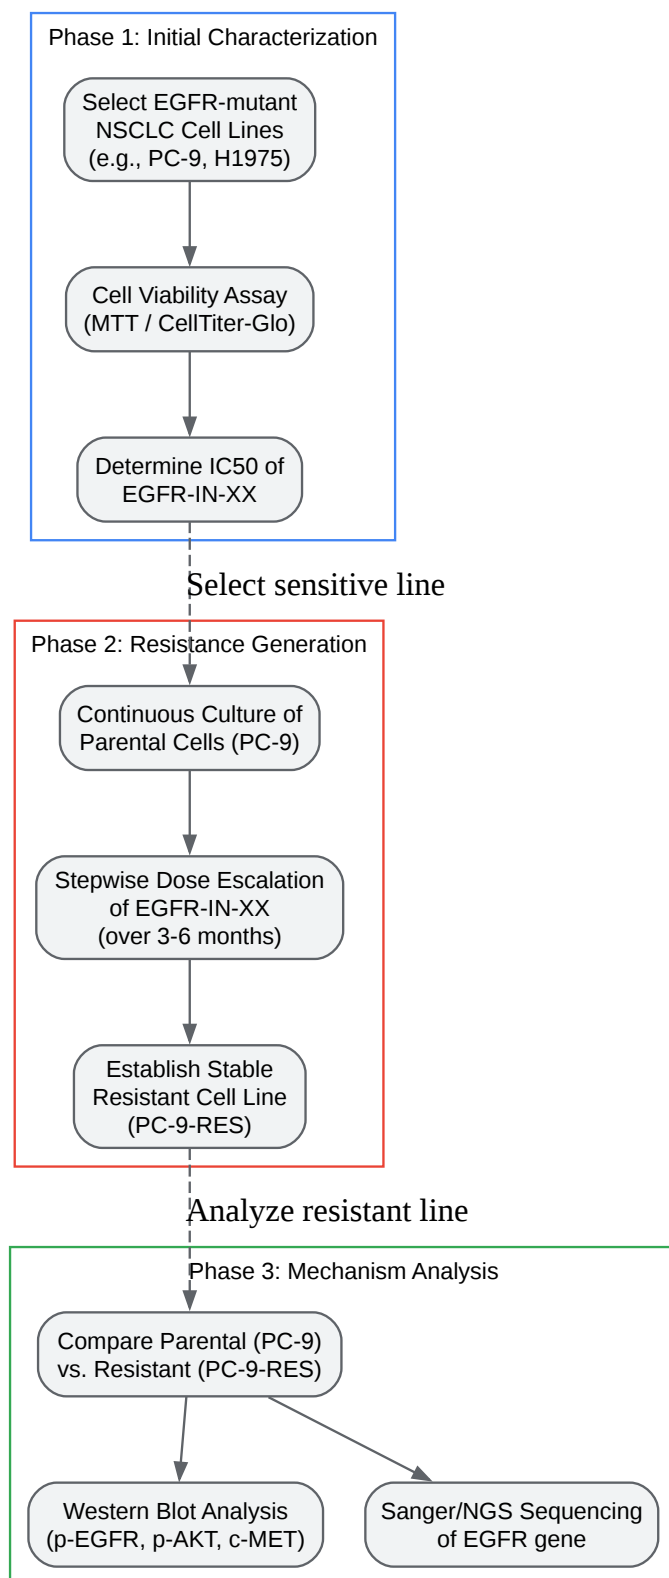 Phase 1: Initial Characterization
Select EGFR-mutant
NSCLC Cell Lines
(e.g., PC-9, H1975)
Cell Viability Assay
(MTT / CellTiter-Glo)
Determine IC50 of
EGFR-IN-XX
Select sensitive line
Phase 2: Resistance Generation
Continuous Culture of
Parental Cells (PC-9)
Stepwise Dose Escalation
of EGFR-IN-XX
(over 3-6 months)
Establish Stable
Resistant Cell Line
(PC-9-RES)
Analyze resistant line
Phase 3: Mechanism Analysis
Compare Parental (PC-9)
vs. Resistant (PC-9-RES)
Western Blot Analysis
(p-EGFR, p-AKT, c-MET)
Sanger/NGS Sequencing
of EGFR gene